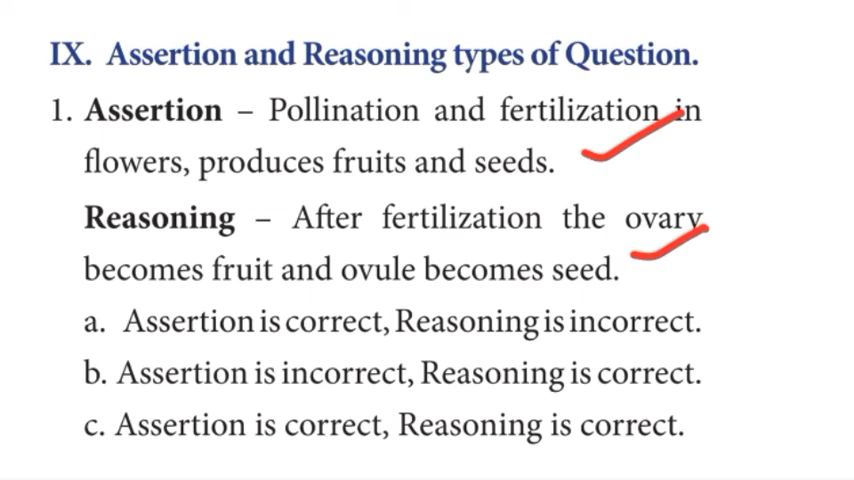 IX. Assertion and Reasoning types of Question.
1. Assertion – Pollination and fertilization in
flowers, produces fruits and seeds.
Reasoning – After fertilization the ovary
becomes fruit and ovule becomes seed.
a. Assertion is correct, Reasoning is incorrect.
b. Assertion is incorrect, Reasoning is correct.
c. Assertion is correct, Reasoning is correct.